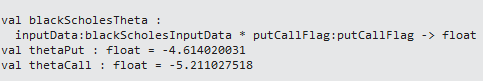 val blackScholesTheta :
inputData:blackScholesInputData * putCallFlag:putCallFlag -> float
val thetaPut : float = -4.614020031
val thetaCall : float = -5.211027518